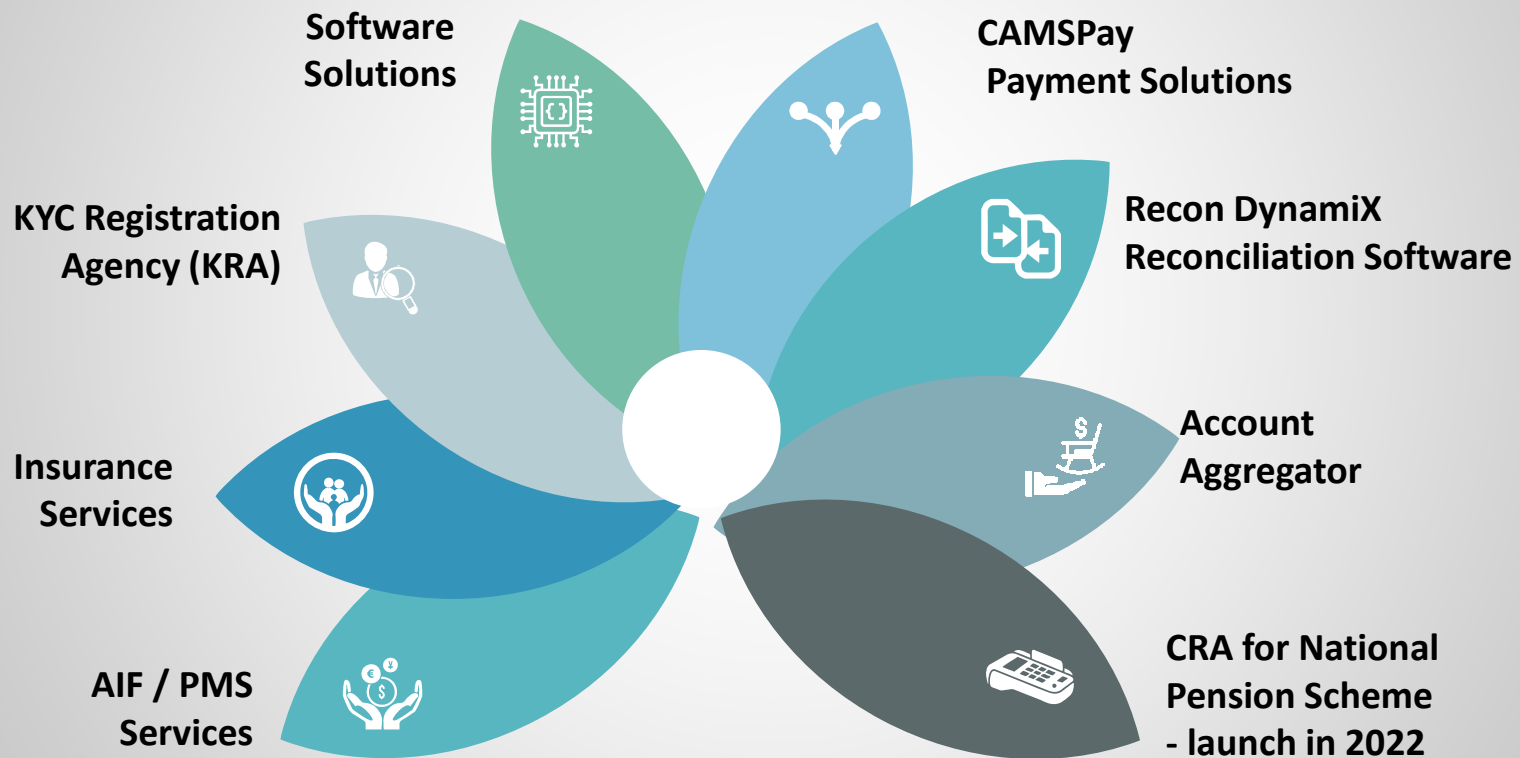 Software
Solutions
CAMSPay
Payment Solutions
KYC Registration
Agency (KRA)
Recon DynamiX
Reconciliation Software
Insurance
Services
Account
Aggregator
AIF / PMS
Services
CRA for National
Pension Scheme
- launch in 2022